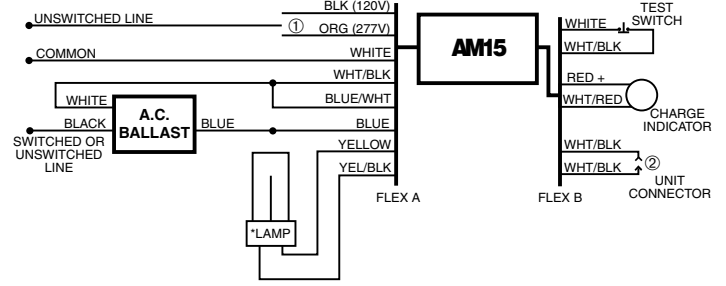 BLK (120V)
UNSWITCHED LINE
① ORG (277V)
COMMON
WHITE
WHT/BLK
WHITE
BLUE/WHT
A.C.
BALLAST
BLACK
BLUE
BLUE
SWITCHED OR
UNSWITCHED
LINE
YELLOW
YEL/BLK
*LAMP
FLEX A
AM15
TEST
SWITCH
WHITE
WHT/BLK
RED +
WHT/RED
CHARGE
INDICATOR
WHT/BLK
②
WHT/BLK
UNIT
CONNECTOR
FLEX B